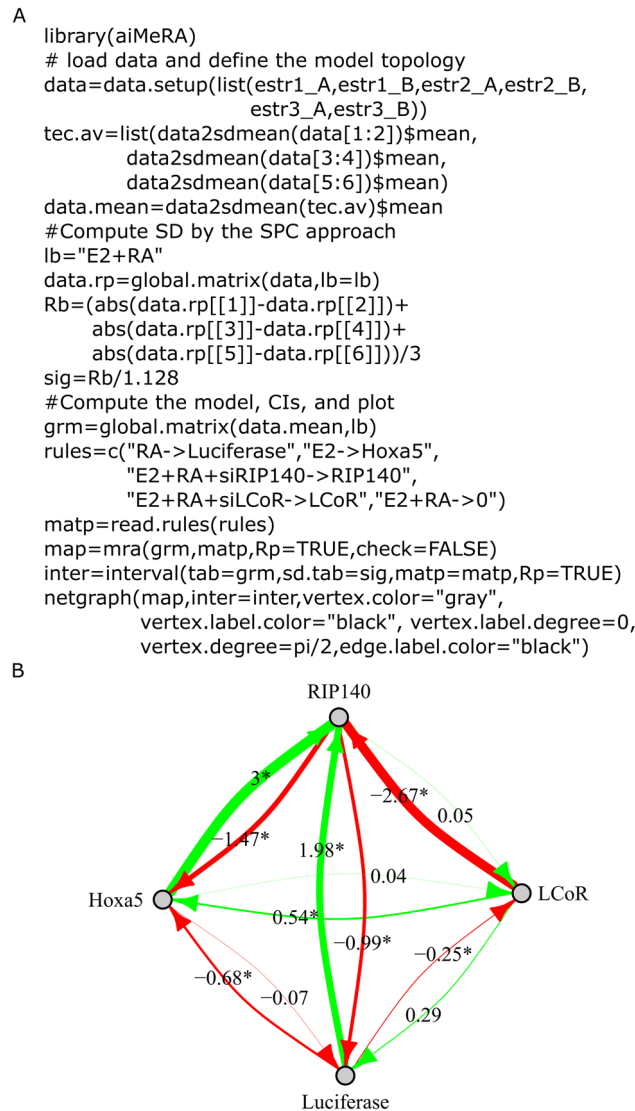 A
library(aiMeRA)
# load data and define the model topology
data=data.setup(list(estr1_A,estr1_B,estr2_A,estr2_B,
estr3_A,estr3_B))
tec.av=list(data2sdmean(data[1:2])$mean,
data2sdmean(data[3:4])$mean,
data2sdmean(data[5:6])$mean)
data.mean=data2sdmean(tec.av)$mean
#Compute SD by the SPC approach
lb="E2+RA"
data.rp=global.matrix(data,lb=lb)
Rb=(abs(data.rp[[1]]-data.rp[[2]])+
abs(data.rp[[3]]-data.rp[[4]])+
abs(data.rp[[5]]-data.rp[[6]]))/3
sig=Rb/1.128
#Compute the model, CIs, and plot
grm=global.matrix(data.mean,lb)
rules=c("RA->Luciferase","E2->Hoxa5",
"E2+RA+siRIP140->RIP140",
"E2+RA+siLCoR->LCoR","E2+RA->0")
matp=read.rules(rules)
map=mra(grm,matp,Rp=TRUE,check=FALSE)
inter=interval(tab=grm,sd.tab=sig,matp=matp,Rp=TRUE)
netgraph(map,inter=inter,vertex.color="gray",
vertex.label.color="black", vertex.label.degree=0,
vertex.degree=pi/2,edge.label.color="black")
B
RIP140
3*
−2.67*
0.05
−1.47*
1.98*
0.04
Hoxa5
LCoR
0.54*
−0.99*
−0.25*
−0.68*
−0.07
0.29
Luciferase